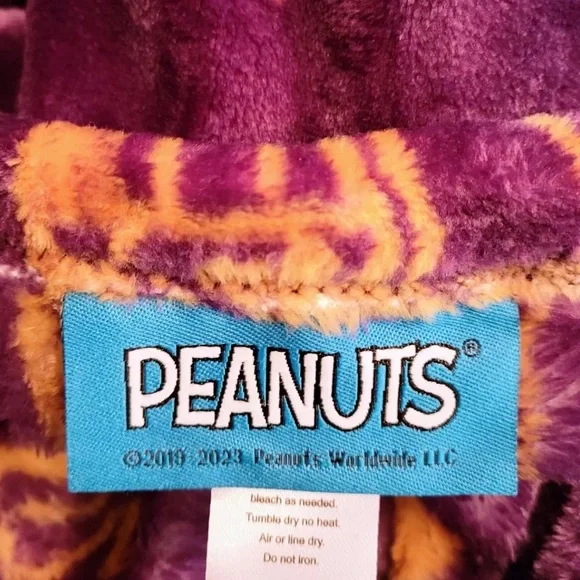 PEANUTS®
©2019 2023 Peanuts Worldwide LLC
bleach as needed.
Tumble dry no heat.
Air or line dry.
Do not iron.